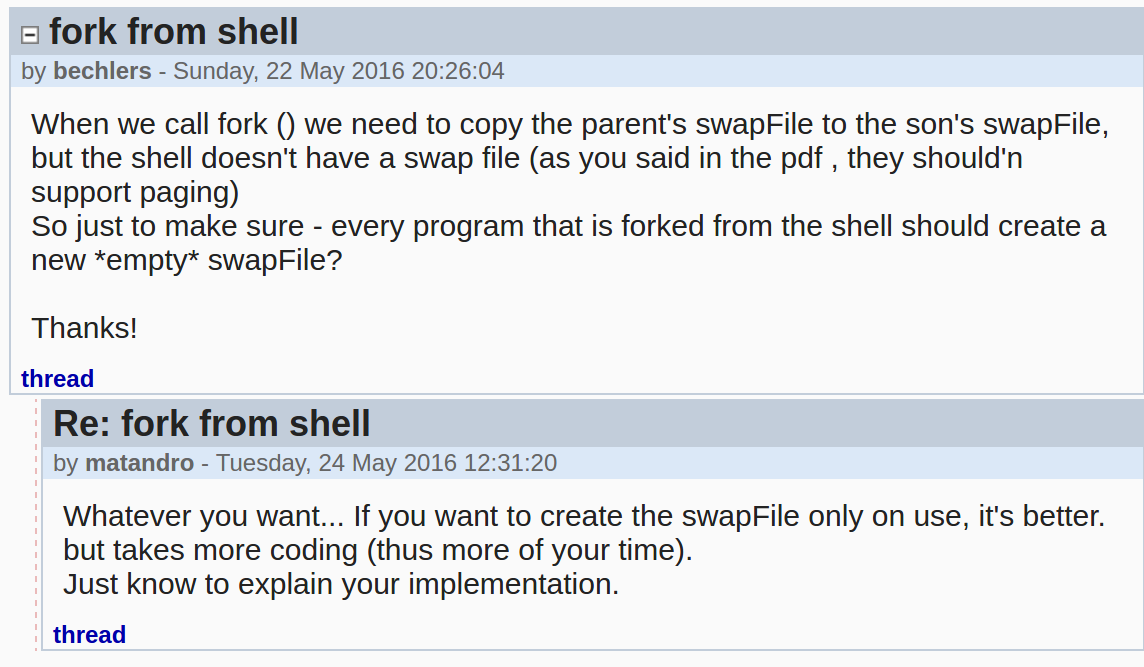 fork from shell
by bechlers - Sunday, 22 May 2016 20:26:04
When we call fork () we need to copy the parent's swapFile to the son's swapFile,
but the shell doesn't have a swap file (as you said in the pdf , they should'n
support paging)
So just to make sure - every program that is forked from the shell should create a
new *empty* swapFile?
Thanks!
thread
Re: fork from shell
by matandro - Tuesday, 24 May 2016 12:31:20
Whatever you want... If you want to create the swapFile only on use, it's better.
but takes more coding (thus more of your time).
Just know to explain your implementation.
thread